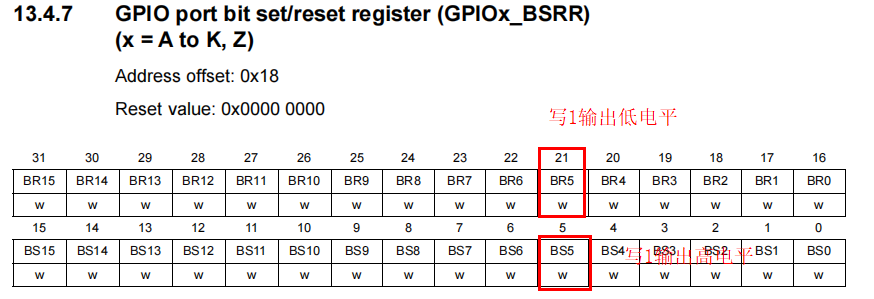 13.4.7 GPIO port bit set/reset register (GPIOx_BSRR)
(x = A to K, Z)
Address offset: 0x18
Reset value: 0x0000 0000
写1输出低电平
31 30 29 28 27 26 25 24 23 22 21 20 19 18 17 16
BR15 BR14 BR13 BR12 BR11 BR10 BR9 BR8 BR7 BR6 BR5 BR4 BR3 BR2 BR1 BR0
w w w w w w w w w w w w w w w w
15 14 13 12 11 10 9 8 7 6 5 4 3 2 1 0
BS15 BS14 BS13 BS12 BS11 BS10 BS9 BS8 BS7 BS6 BS5 BS4 BS3 BS2 BS1 BS0
写1输出高电平
w w w w w w w w w w w w w w w w